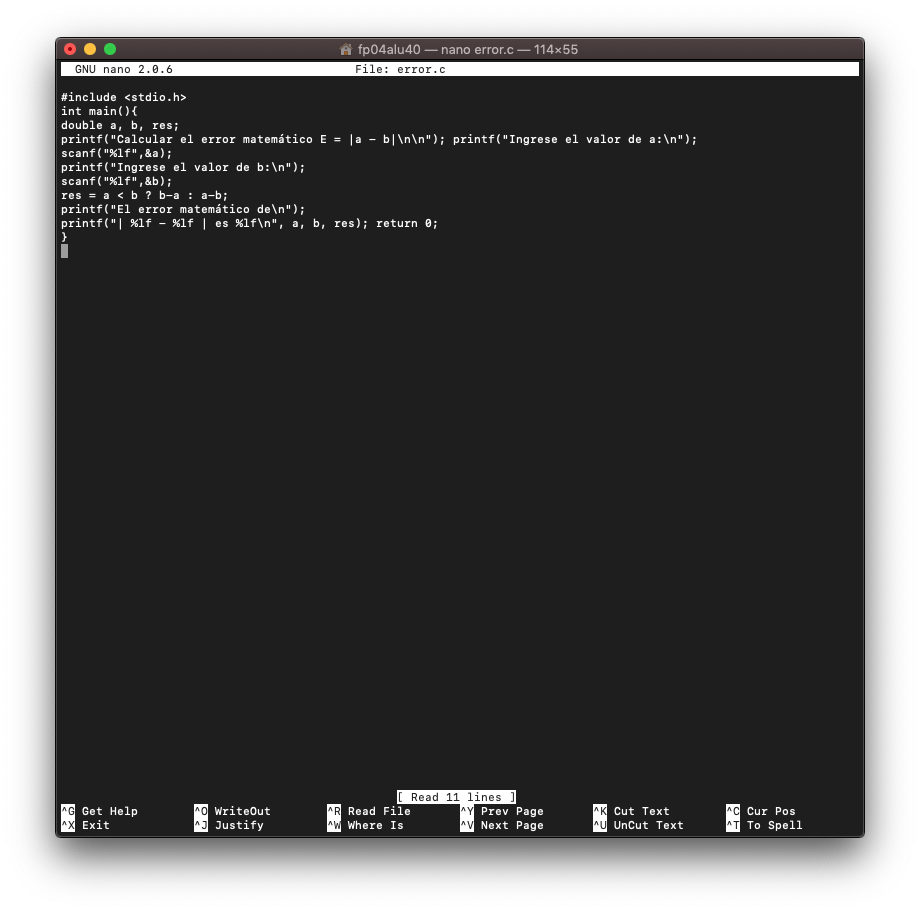 fp04alu40 — nano error.c — 114×55
GNU nano 2.0.6 File: error.c
#include <stdio.h>
int main(){
double a, b, res;
printf("Calcular el error matemático E = |a - b|\n\n"); printf("Ingrese el valor de a:\n");
scanf("%lf",&a);
printf("Ingrese el valor de b:\n");
scanf("%lf",&b);
res = a < b ? b-a : a-b;
printf("El error matemático de\n");
printf("| %lf - %lf | es %lf\n", a, b, res); return 0;
}
[ Read 11 lines ]
^G Get Help ^O WriteOut ^R Read File ^Y Prev Page ^K Cut Text ^C Cur Pos
^X Exit ^J Justify ^W Where Is ^V Next Page ^U UnCut Text ^T To Spell